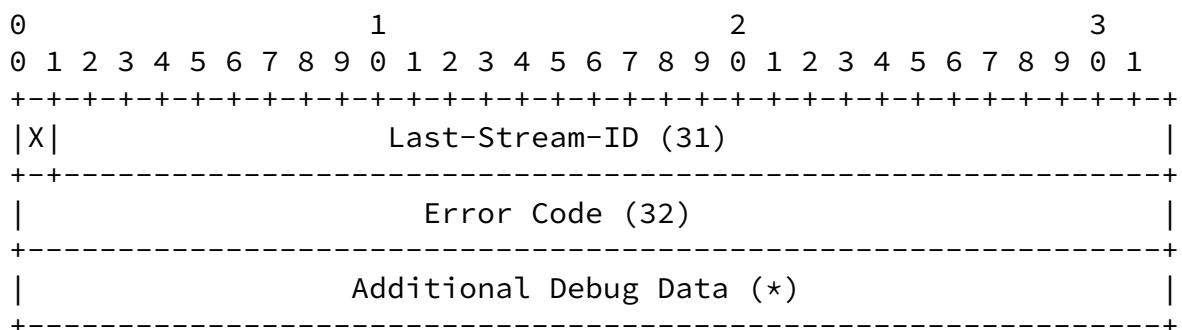 0                   1                   2                   3
0 1 2 3 4 5 6 7 8 9 0 1 2 3 4 5 6 7 8 9 0 1 2 3 4 5 6 7 8 9 0 1
+-+-+-+-+-+-+-+-+-+-+-+-+-+-+-+-+-+-+-+-+-+-+-+-+-+-+-+-+-+-+-+-+
|X|                  Last-Stream-ID (31)                        |
+-+-------------------------------------------------------------+
|                      Error Code (32)                          |
+---------------------------------------------------------------+
|                  Additional Debug Data (*)                    |
+---------------------------------------------------------------+